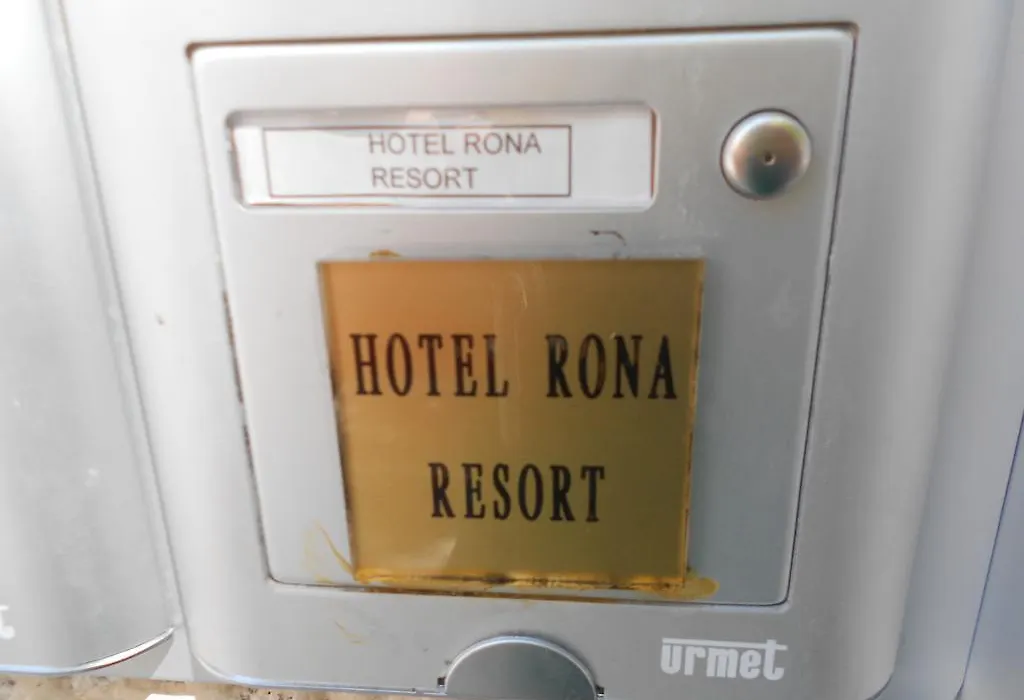 HOTEL RONA
RESORT
HOTEL RONA
RESORT
urmet